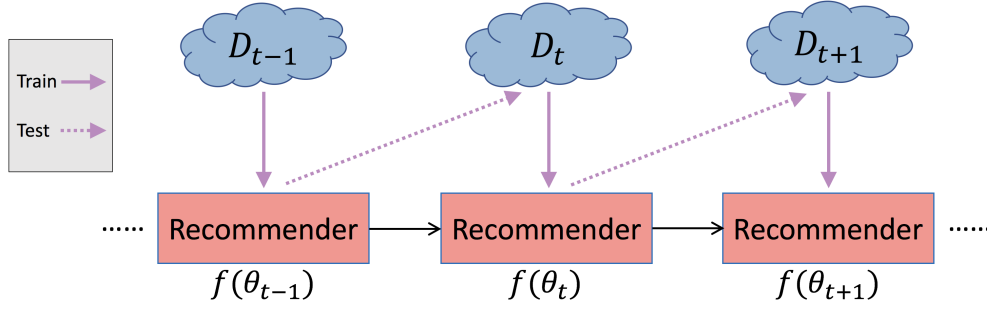 D_{t−1} D_t D_{t+1}
Train
Test
...... Recommender Recommender Recommender ......
f(θ_{t−1}) f(θ_t) f(θ_{t+1})